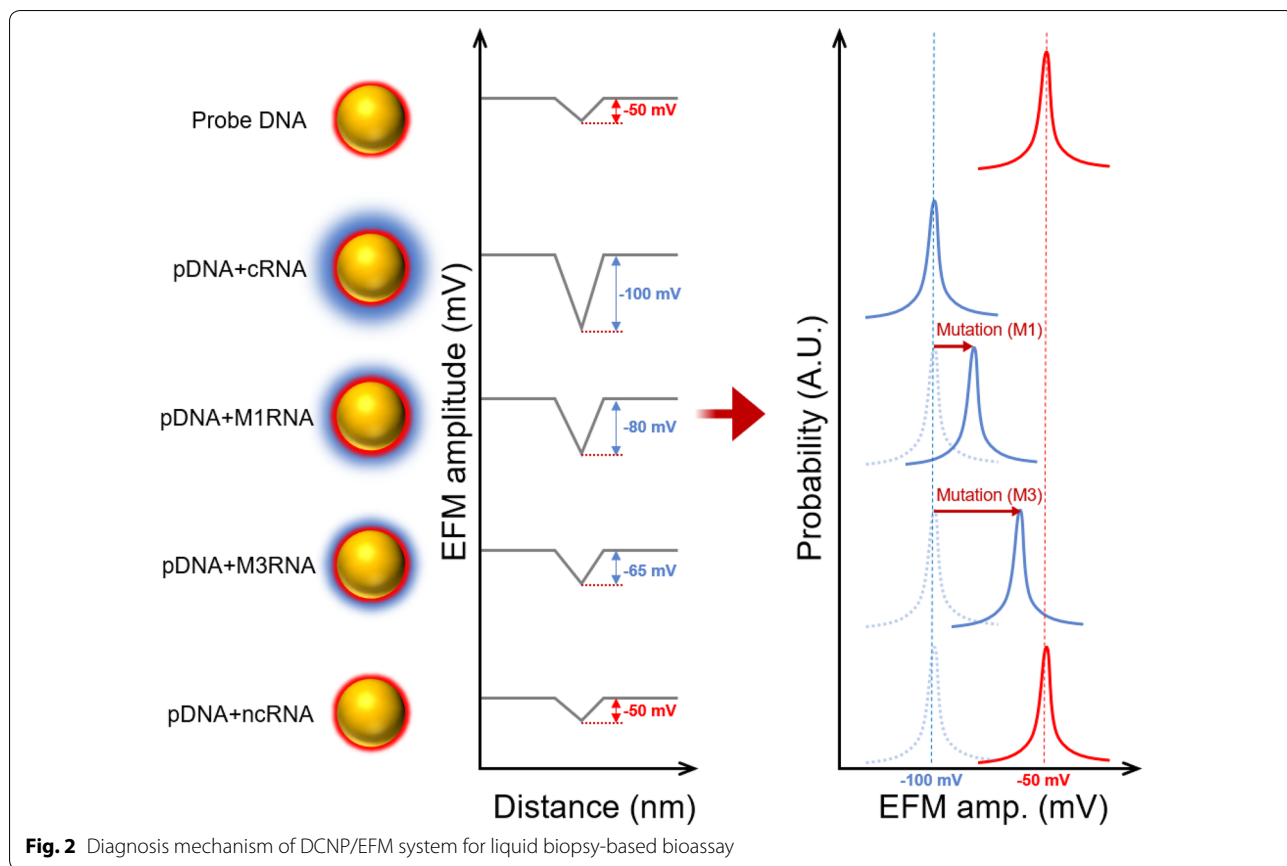 Probe DNA
pDNA+cRNA
pDNA+M1RNA
pDNA+M3RNA
pDNA+ncRNA
EFM amplitude (mV)
-50 mV
-100 mV
-80 mV
-65 mV
-50 mV
Distance (nm)
Probability (A.U.)
Mutation (M1)
Mutation (M3)
-100 mV
-50 mV
EFM amp. (mV)
Fig. 2 Diagnosis mechanism of DCNP/EFM system for liquid biopsy-based bioassay